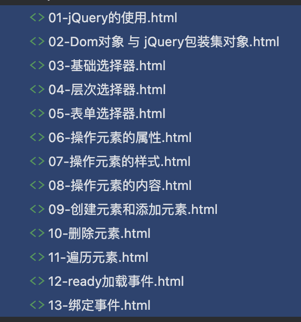 <> 01-jQuery的使用.html
<> 02-Dom对象 与 jQuery包装集对象.html
<> 03-基础选择器.html
<> 04-层次选择器.html
<> 05-表单选择器.html
<> 06-操作元素的属性.html
<> 07-操作元素的样式.html
<> 08-操作元素的内容.html
<> 09-创建元素和添加元素.html
<> 10-删除元素.html
<> 11-遍历元素.html
<> 12-ready加载事件.html
<> 13-绑定事件.html